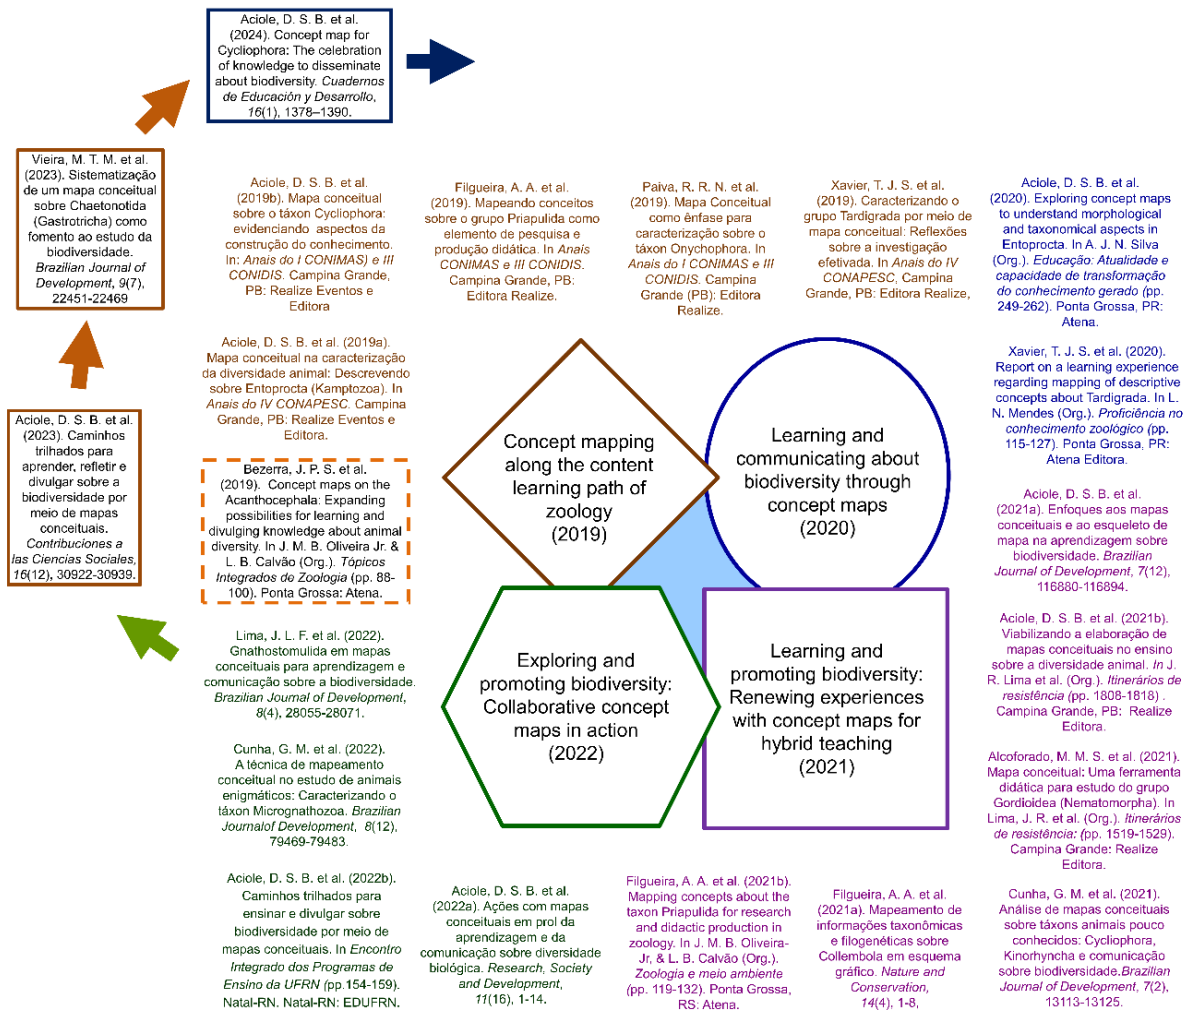 Aciole, D. S. B. et al.
(2024). Concept map for
Cycliophora: The celebration
of knowledge to disseminate
about biodiversity. Cuadernos
de Educación y Desarrollo,
16(1), 1378–1390.
Vieira, M. T. M. et al.
(2023). Sistematização
de um mapa conceitual
sobre Chaetonotida
(Gastrotricha) como
fomento ao estudo da
biodiversidade.
Brazilian Journal of
Development, 9(7),
22451-22469
Aciole, D. S. B. et al.
(2023). Caminhos
trilhados para
aprender, refletir e
divulgar sobre a
biodiversidade por
meio de mapas
conceituais.
Contribuciones a
las Ciencias Sociales,
16(12), 30922-30939.
Aciole, D. S. B. et al.
(2019b). Mapa conceitual
sobre o táxon Cycliophora:
evidenciando aspectos da
construção do conhecimento.
In: Anais do I CONIMAS) e III
CONIDIS. Campina Grande,
PB: Realize Eventos e
Editora
Filgueira, A. A. et al.
(2019). Mapeando conceitos
sobre o grupo Priapulida como
elemento de pesquisa e
produção didática. In Anais
CONIMAS e III CONIDIS.
Campina Grande, PB:
Editora Realize.
Paiva, R. R. N. et al.
(2019). Mapa Conceitual
como ênfase para
caracterização sobre o
táxon Onychophora. In
Anais do I CONIMAS e III
CONIDIS. Campina
Grande (PB): Editora
Realize.
Xavier, T. J. S. et al.
(2019). Caracterizando o
grupo Tardigrada por meio de
mapa conceitual: Reflexões
sobre a investigação
efetivada. In Anais do IV
CONAPESC, Campina
Grande, PB: Editora Realize,
Aciole, D. S. B. et al.
(2020). Exploring concept maps
to understand morphological
and taxonomical aspects in
Entoprocta. In A. J. N. Silva
(Org.). Educação: Atualidade e
capacidade de transformação
do conhecimento gerado (pp.
249-262). Ponta Grossa, PR:
Atena.
Aciole, D. S. B. et al. (2019a).
Mapa conceitual na caracterização
da diversidade animal: Descrevendo
sobre Entoprocta (Kamptozoa). In
Anais do IV CONAPESC. Campina
Grande, PB: Realize Eventos e
Editora.
Xavier, T. J. S. et al. (2020).
Report on a learning experience
regarding mapping of descriptive
concepts about Tardigrada. In L.
N. Mendes (Org.). Proficiência no
conhecimento zoológico (pp.
115-127). Ponta Grossa, PR:
Atena Editora.
Concept mapping
along the content
learning path of
zoology
(2019)
Learning and
communicating about
biodiversity through
concept maps
(2020)
Bezerra, J. P. S. et al.
(2019). Concept maps on the
Acanthocephala: Expanding
possibilities for learning and
divulging knowledge about animal
diversity. In J. M. B. Oliveira Jr. &
L. B. Calvão (Org.). Tópicos
Integrados de Zoologia (pp. 88-
100). Ponta Grossa: Atena.
Aciole, D. S. B. et al.
(2021a). Enfoques aos mapas
conceituais e ao esqueleto de
mapa na aprendizagem sobre
biodiversidade. Brazilian
Journal of Development, 7(12),
116880-116894.
Lima, J. L. F. et al. (2022).
Gnathostomulida em mapas
conceituais para aprendizagem e
comunicação sobre a biodiversidade.
Brazilian Journal of Development,
8(4), 28055-28071.
Exploring and
promoting biodiversity:
Collaborative concept
maps in action
(2022)
Learning and
promoting biodiversity:
Renewing experiences
with concept maps for
hybrid teaching
(2021)
Aciole, D. S. B. et al. (2021b).
Viabilizando a elaboração de
mapas conceituais no ensino
sobre a diversidade animal. In J.
R. Lima et al. (Org.). Itinerários de
resistência (pp. 1808-1818) .
Campina Grande, PB: Realize
Editora.
Cunha, G. M. et al. (2022).
A técnica de mapeamento
conceitual no estudo de animais
enigmáticos: Caracterizando o
táxon Micrognathozoa. Brazilian
Journalof Development, 8(12),
79469-79483.
Alcoforado, M. M. S. et al. (2021).
Mapa conceitual: Uma ferramenta
didática para estudo do grupo
Gordioidea (Nematomorpha). In
Lima, J. R. et al. (Org.). Itinerários
de resistência: (pp. 1519-1529).
Campina Grande: Realize
Editora.
Aciole, D. S. B. et al. (2022b).
Caminhos trilhados para
ensinar e divulgar sobre
biodiversidade por meio de
mapas conceituais. In Encontro
Integrado dos Programas de
Ensino da UFRN (pp.154-159).
Natal-RN. Natal-RN: EDUFRN.
Aciole, D. S. B. et al.
(2022a). Ações com mapas
conceituais em prol da
aprendizagem e da
comunicação sobre diversidade
biológica. Research, Society
and Development,
11(16), 1-14.
Filgueira, A. A. et al. (2021b).
Mapping concepts about the
taxon Priapulida for research
and didactic production in
zoology. In J. M. B. Oliveira-
Jr, & L. B. Calvão (Org.).
Zoologia e meio ambiente
(pp. 119-132). Ponta Grossa,
RS: Atena.
Filgueira, A. A. et al.
(2021a). Mapeamento de
informações taxonômicas
e filogenéticas sobre
Collembola em esquema
gráfico. Nature and
Conservation,
14(4), 1-8,
Cunha, G. M. et al. (2021).
Análise de mapas conceituais
sobre táxons animais pouco
conhecidos: Cycliophora,
Kinorhyncha e comunicação
sobre biodiversidade.Brazilian
Journal of Development, 7(2),
13113-13125.